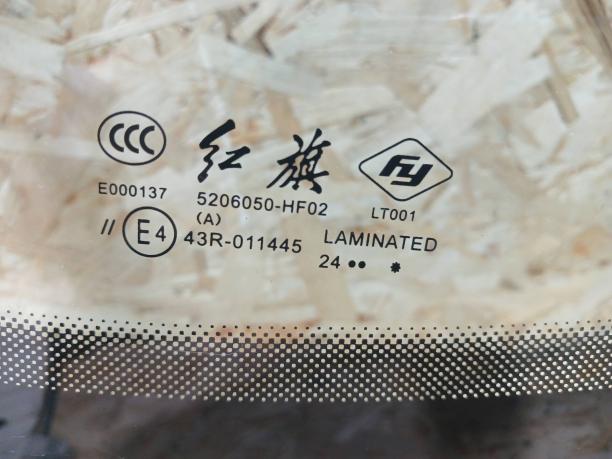 CCC 红旗 FY
E000137 5206050-HF02 LT001
(A)
// E4 43R-011445 LAMINATED
24 •• *